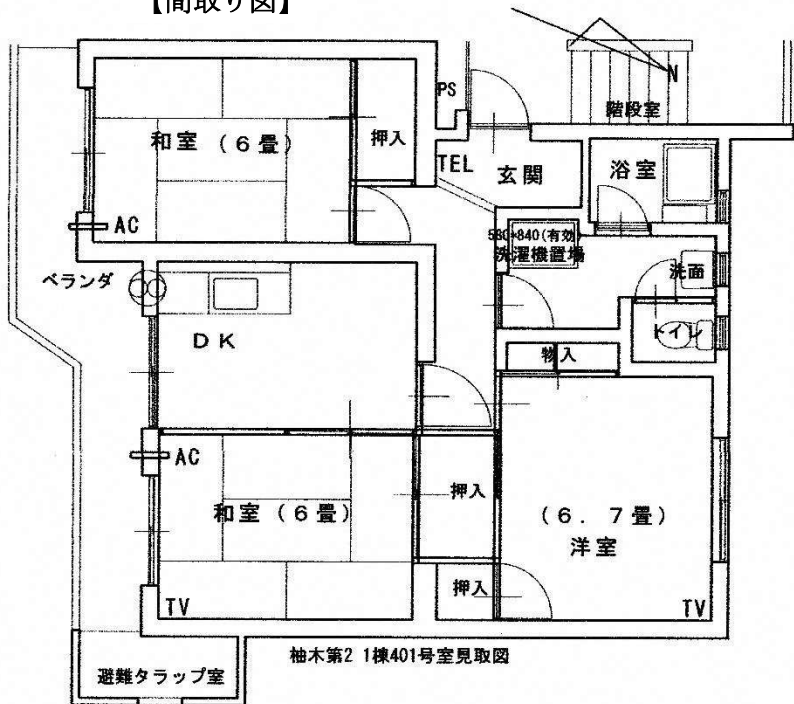 【間取り図】
N
PS
階段室
和室 (6畳)
押入
TEL
玄関
浴室
AC
580*840(有効)
洗濯機置場
洗面
ベランダ
DK
トイレ
物入
AC
和室 (6畳)
押入
(6.7畳)
洋室
押入
TV
TV
柚木第2 1棟401号室見取図
避難タラップ室